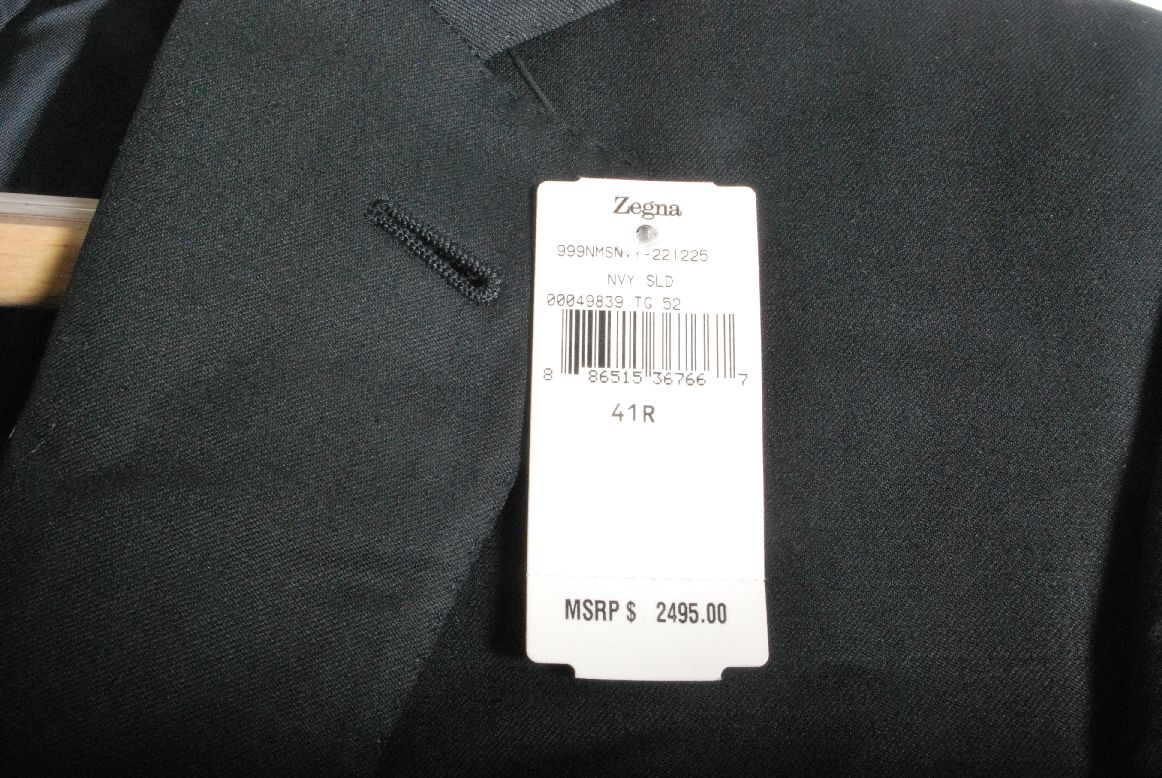 Zegna
999NMSNVY-221225
NVY SLD
00049839 TG 52
8 86515 36766 7
41R
MSRP $ 2495.00